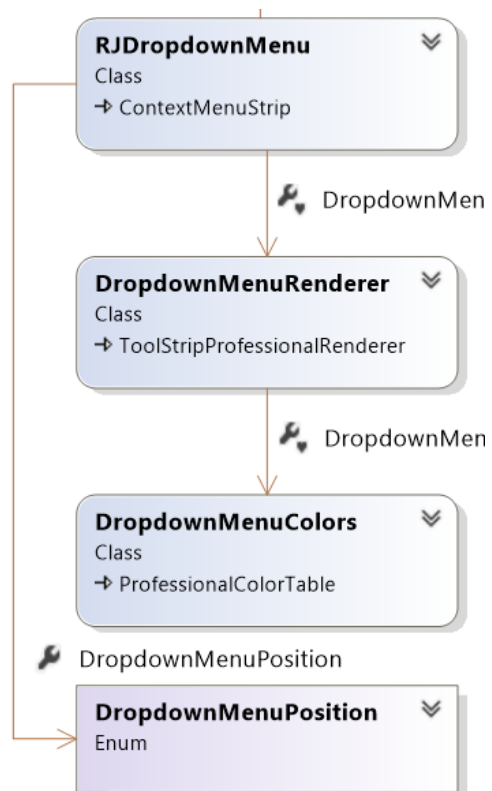 RJDropdownMenu
Class
ContextMenuStrip
DropdownMen
DropdownMenuRenderer
Class
ToolStripProfessionalRenderer
DropdownMen
DropdownMenuColors
Class
ProfessionalColorTable
DropdownMenuPosition
DropdownMenuPosition
Enum